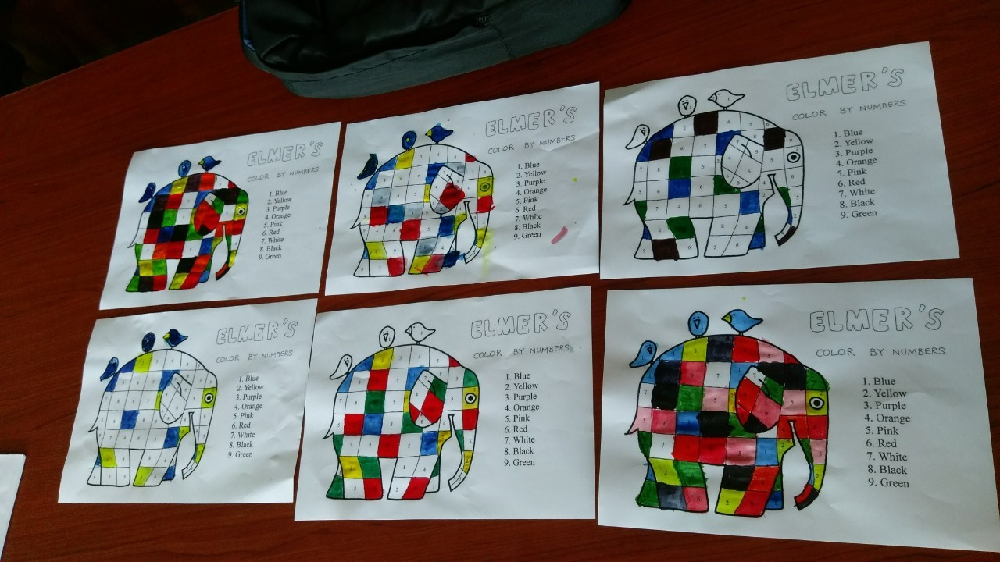 ELMER'S
COLOR BY NUMBERS
1. Blue
2. Yellow
3. Purple
4. Orange
5. Pink
6. Red
7. White
8. Black
9. Green
ELMER'S
COLOR BY NUMBERS
1. Blue
2. Yellow
3. Purple
4. Orange
5. Pink
6. Red
7. White
8. Black
9. Green
ELMER'S
COLOR BY NUMBERS
1. Blue
2. Yellow
3. Purple
4. Orange
5. Pink
6. Red
7. White
8. Black
9. Green
ELMER'S
COLOR BY NUMBERS
1. Blue
2. Yellow
3. Purple
4. Orange
5. Pink
6. Red
7. White
8. Black
9. Green
ELMER'S
COLOR BY NUMBERS
1. Blue
2. Yellow
3. Purple
4. Orange
5. Pink
6. Red
7. White
8. Black
9. Green
ELMER'S
COLOR BY NUMBERS
1. Blue
2. Yellow
3. Purple
4. Orange
5. Pink
6. Red
7. White
8. Black
9. Green